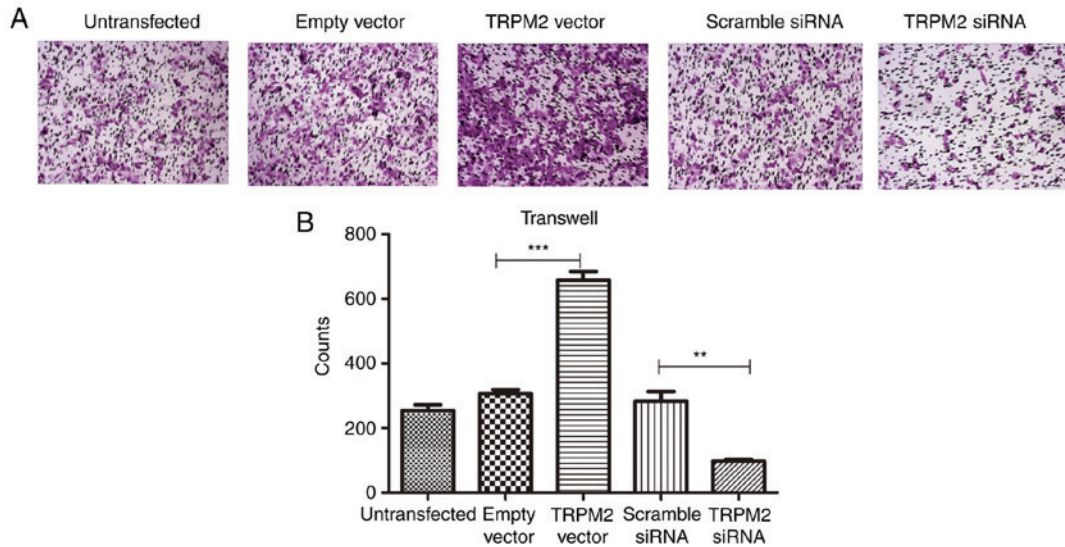 A
Untransfected Empty vector TRPM2 vector Scramble siRNA TRPM2 siRNA
B
Transwell
800
600
400
200
0
Counts
***
**
Untransfected Empty vector TRPM2 vector Scramble siRNA TRPM2 siRNA